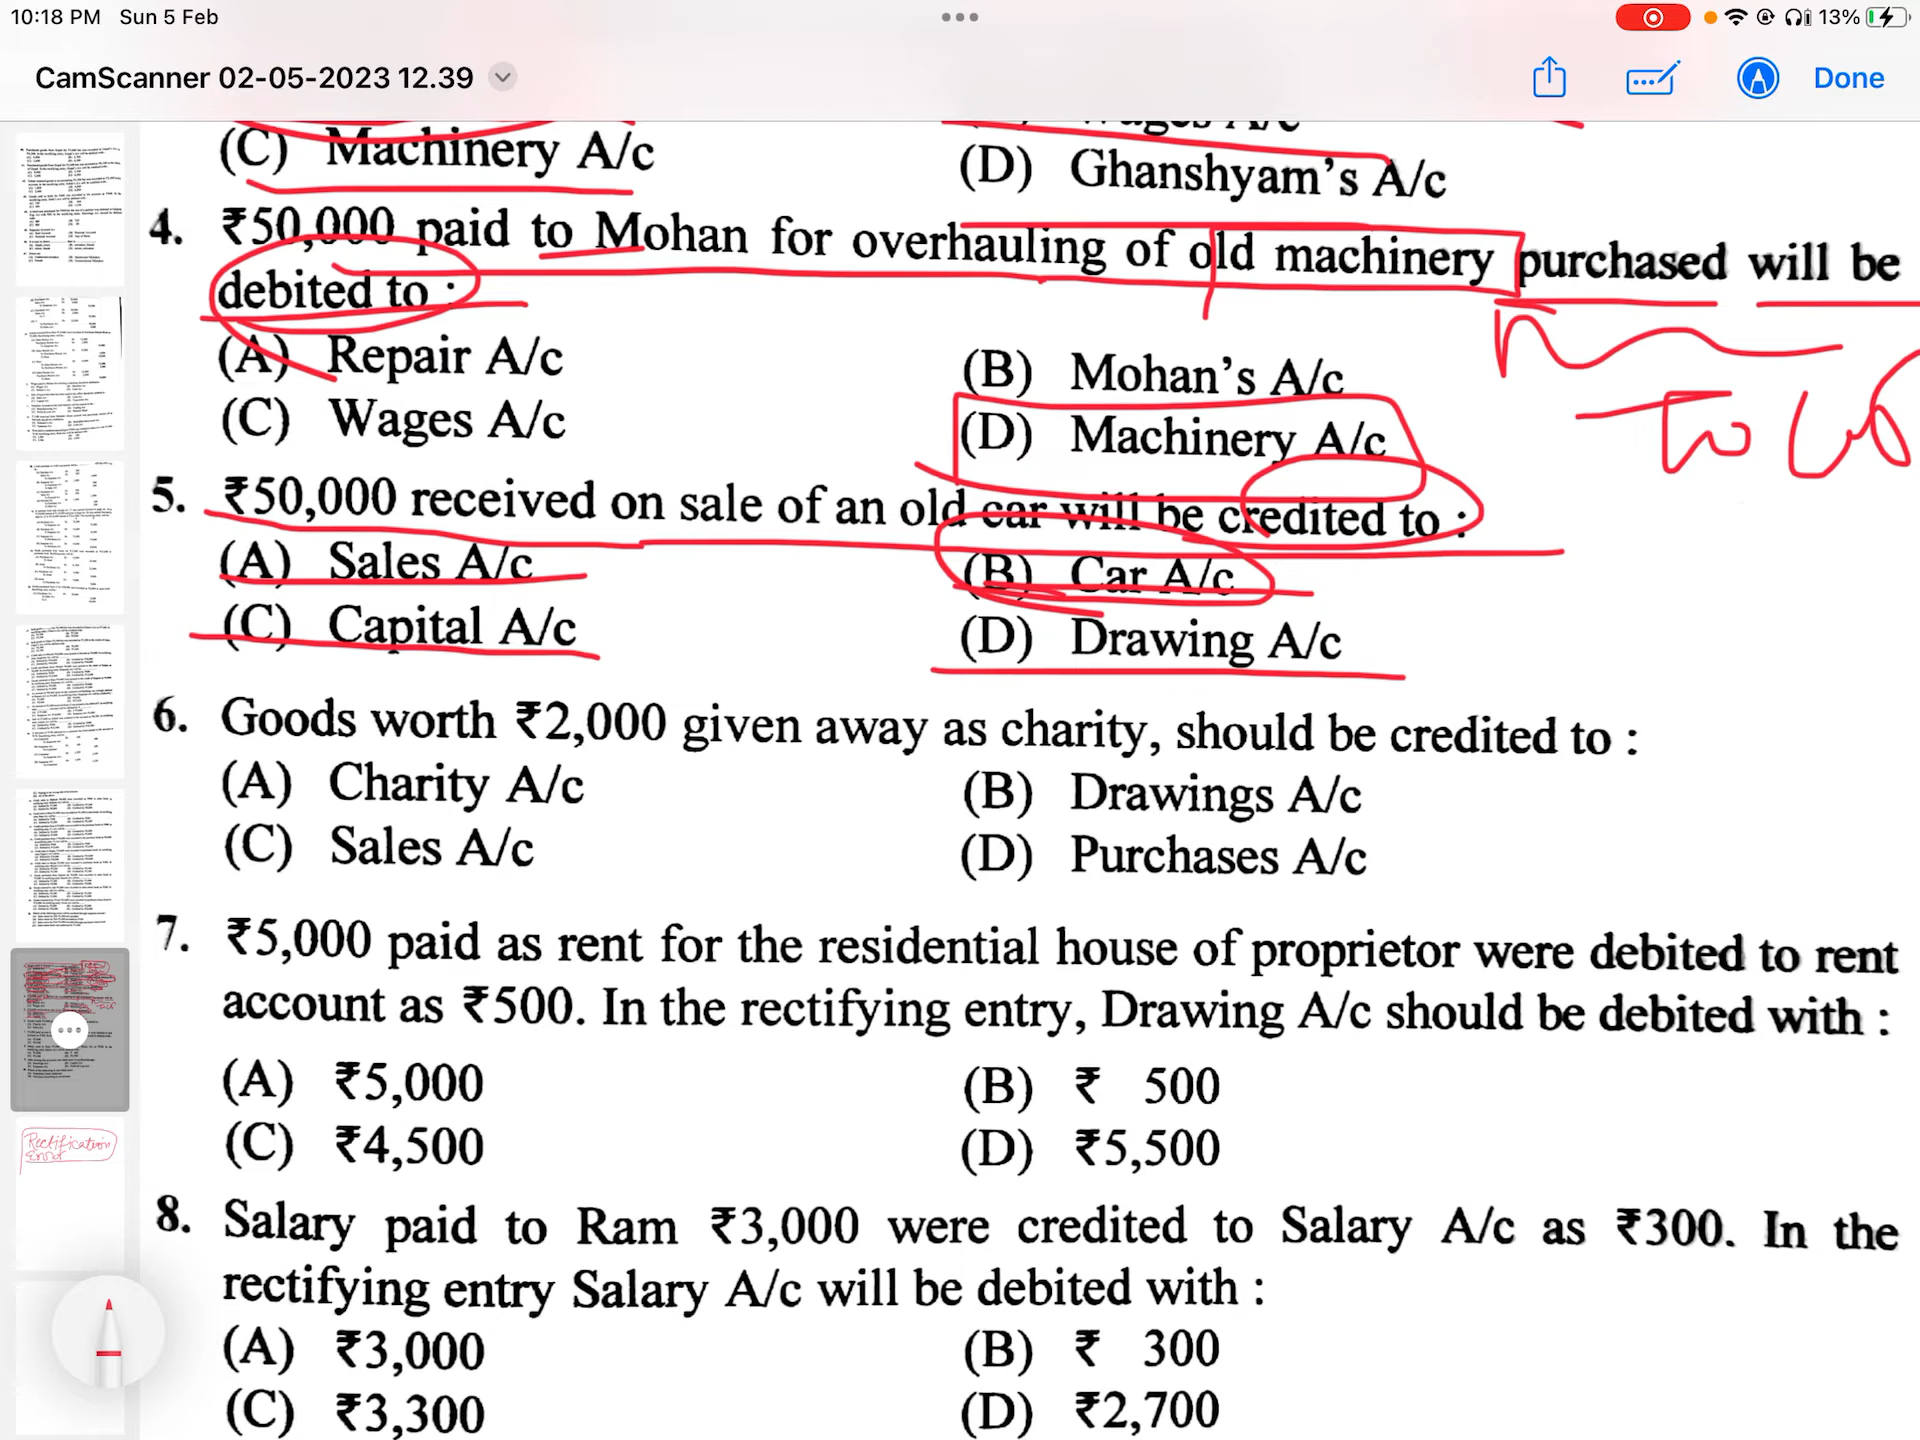 10:18 PM Sun 5 Feb
13%
CamScanner 02-05-2023 12.39
Done
Wages A/c
(C) Machinery A/c
(D) Ghanshyam's A/c
4. ₹50,000 paid to Mohan for overhauling of old machinery purchased will be
debited to :
(A) Repair A/c
(B) Mohan's A/c
(C) Wages A/c
(D) Machinery A/c
To
5. ₹50,000 received on sale of an old car will be credited to :
(A) Sales A/c
(B) Car A/c
(C) Capital A/c
(D) Drawing A/c
6. Goods worth ₹2,000 given away as charity, should be credited to :
(A) Charity A/c
(B) Drawings A/c
(C) Sales A/c
(D) Purchases A/c
7. ₹5,000 paid as rent for the residential house of proprietor were debited to rent
account as ₹500. In the rectifying entry, Drawing A/c should be debited with :
(A) ₹5,000
(B) ₹ 500
(C) ₹4,500
(D) ₹5,500
Rectification
Error
8. Salary paid to Ram ₹3,000 were credited to Salary A/c as ₹300. In the
rectifying entry Salary A/c will be debited with :
(A) ₹3,000
(B) ₹ 300
(C) ₹3,300
(D) ₹2,700